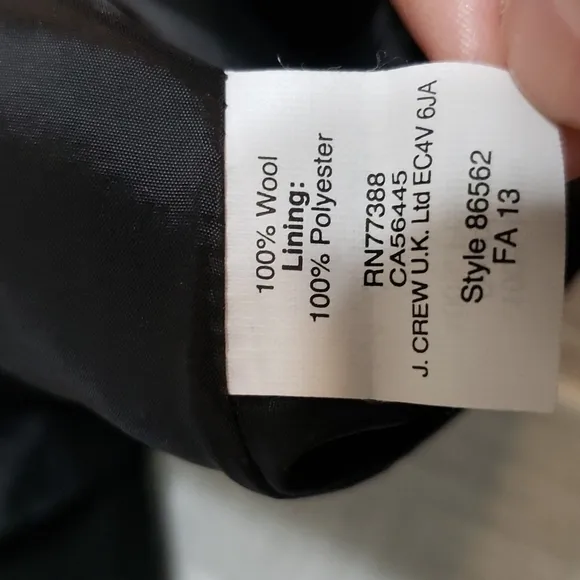 100% Wool
Lining:
100% Polyester
RN77388
CA56445
J. CREW U.K. Ltd EC4V 6JA
Style 86562
FA 13